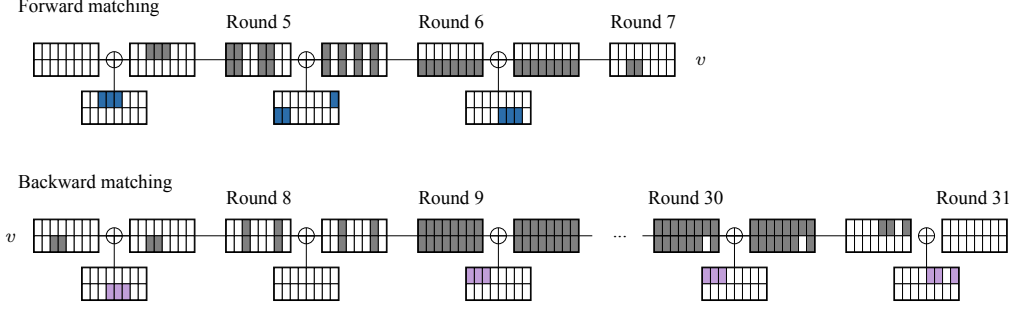 Forward matching
Round 5 Round 6 Round 7
v
Backward matching
Round 8 Round 9 Round 30 Round 31
v ...